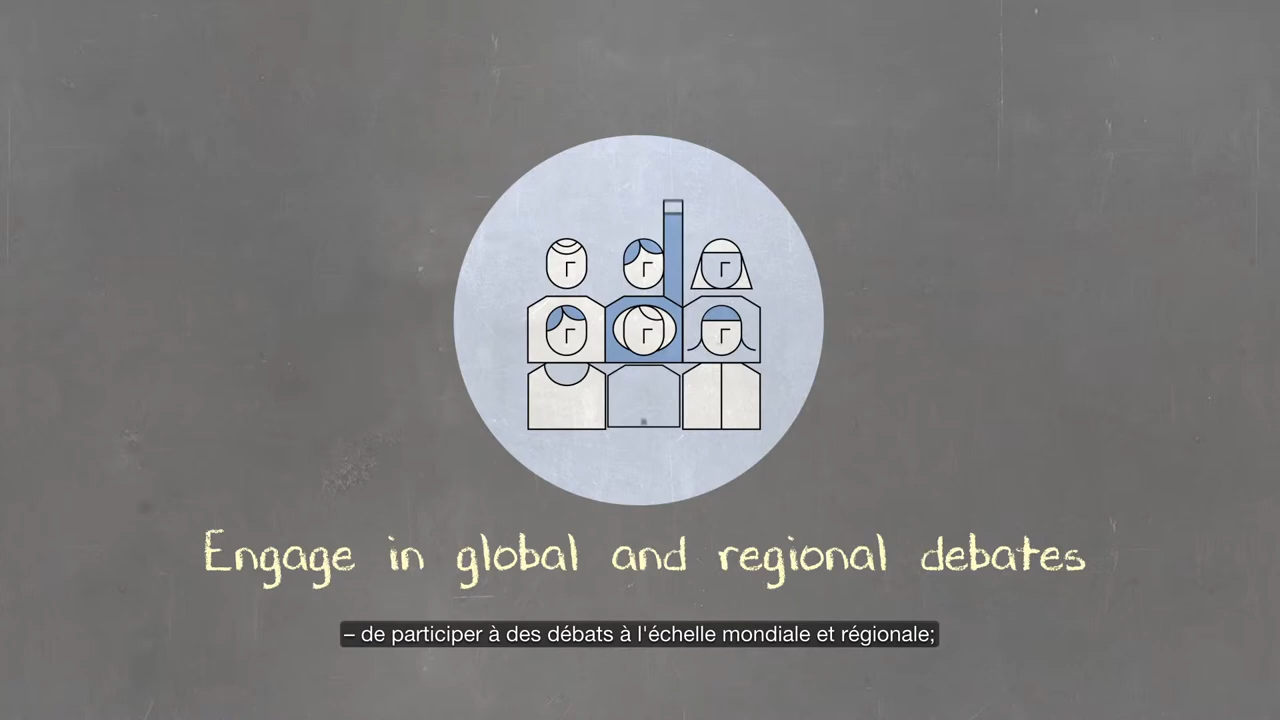 Engage in global and regional debates
– de participer à des débats à l'échelle mondiale et régionale;